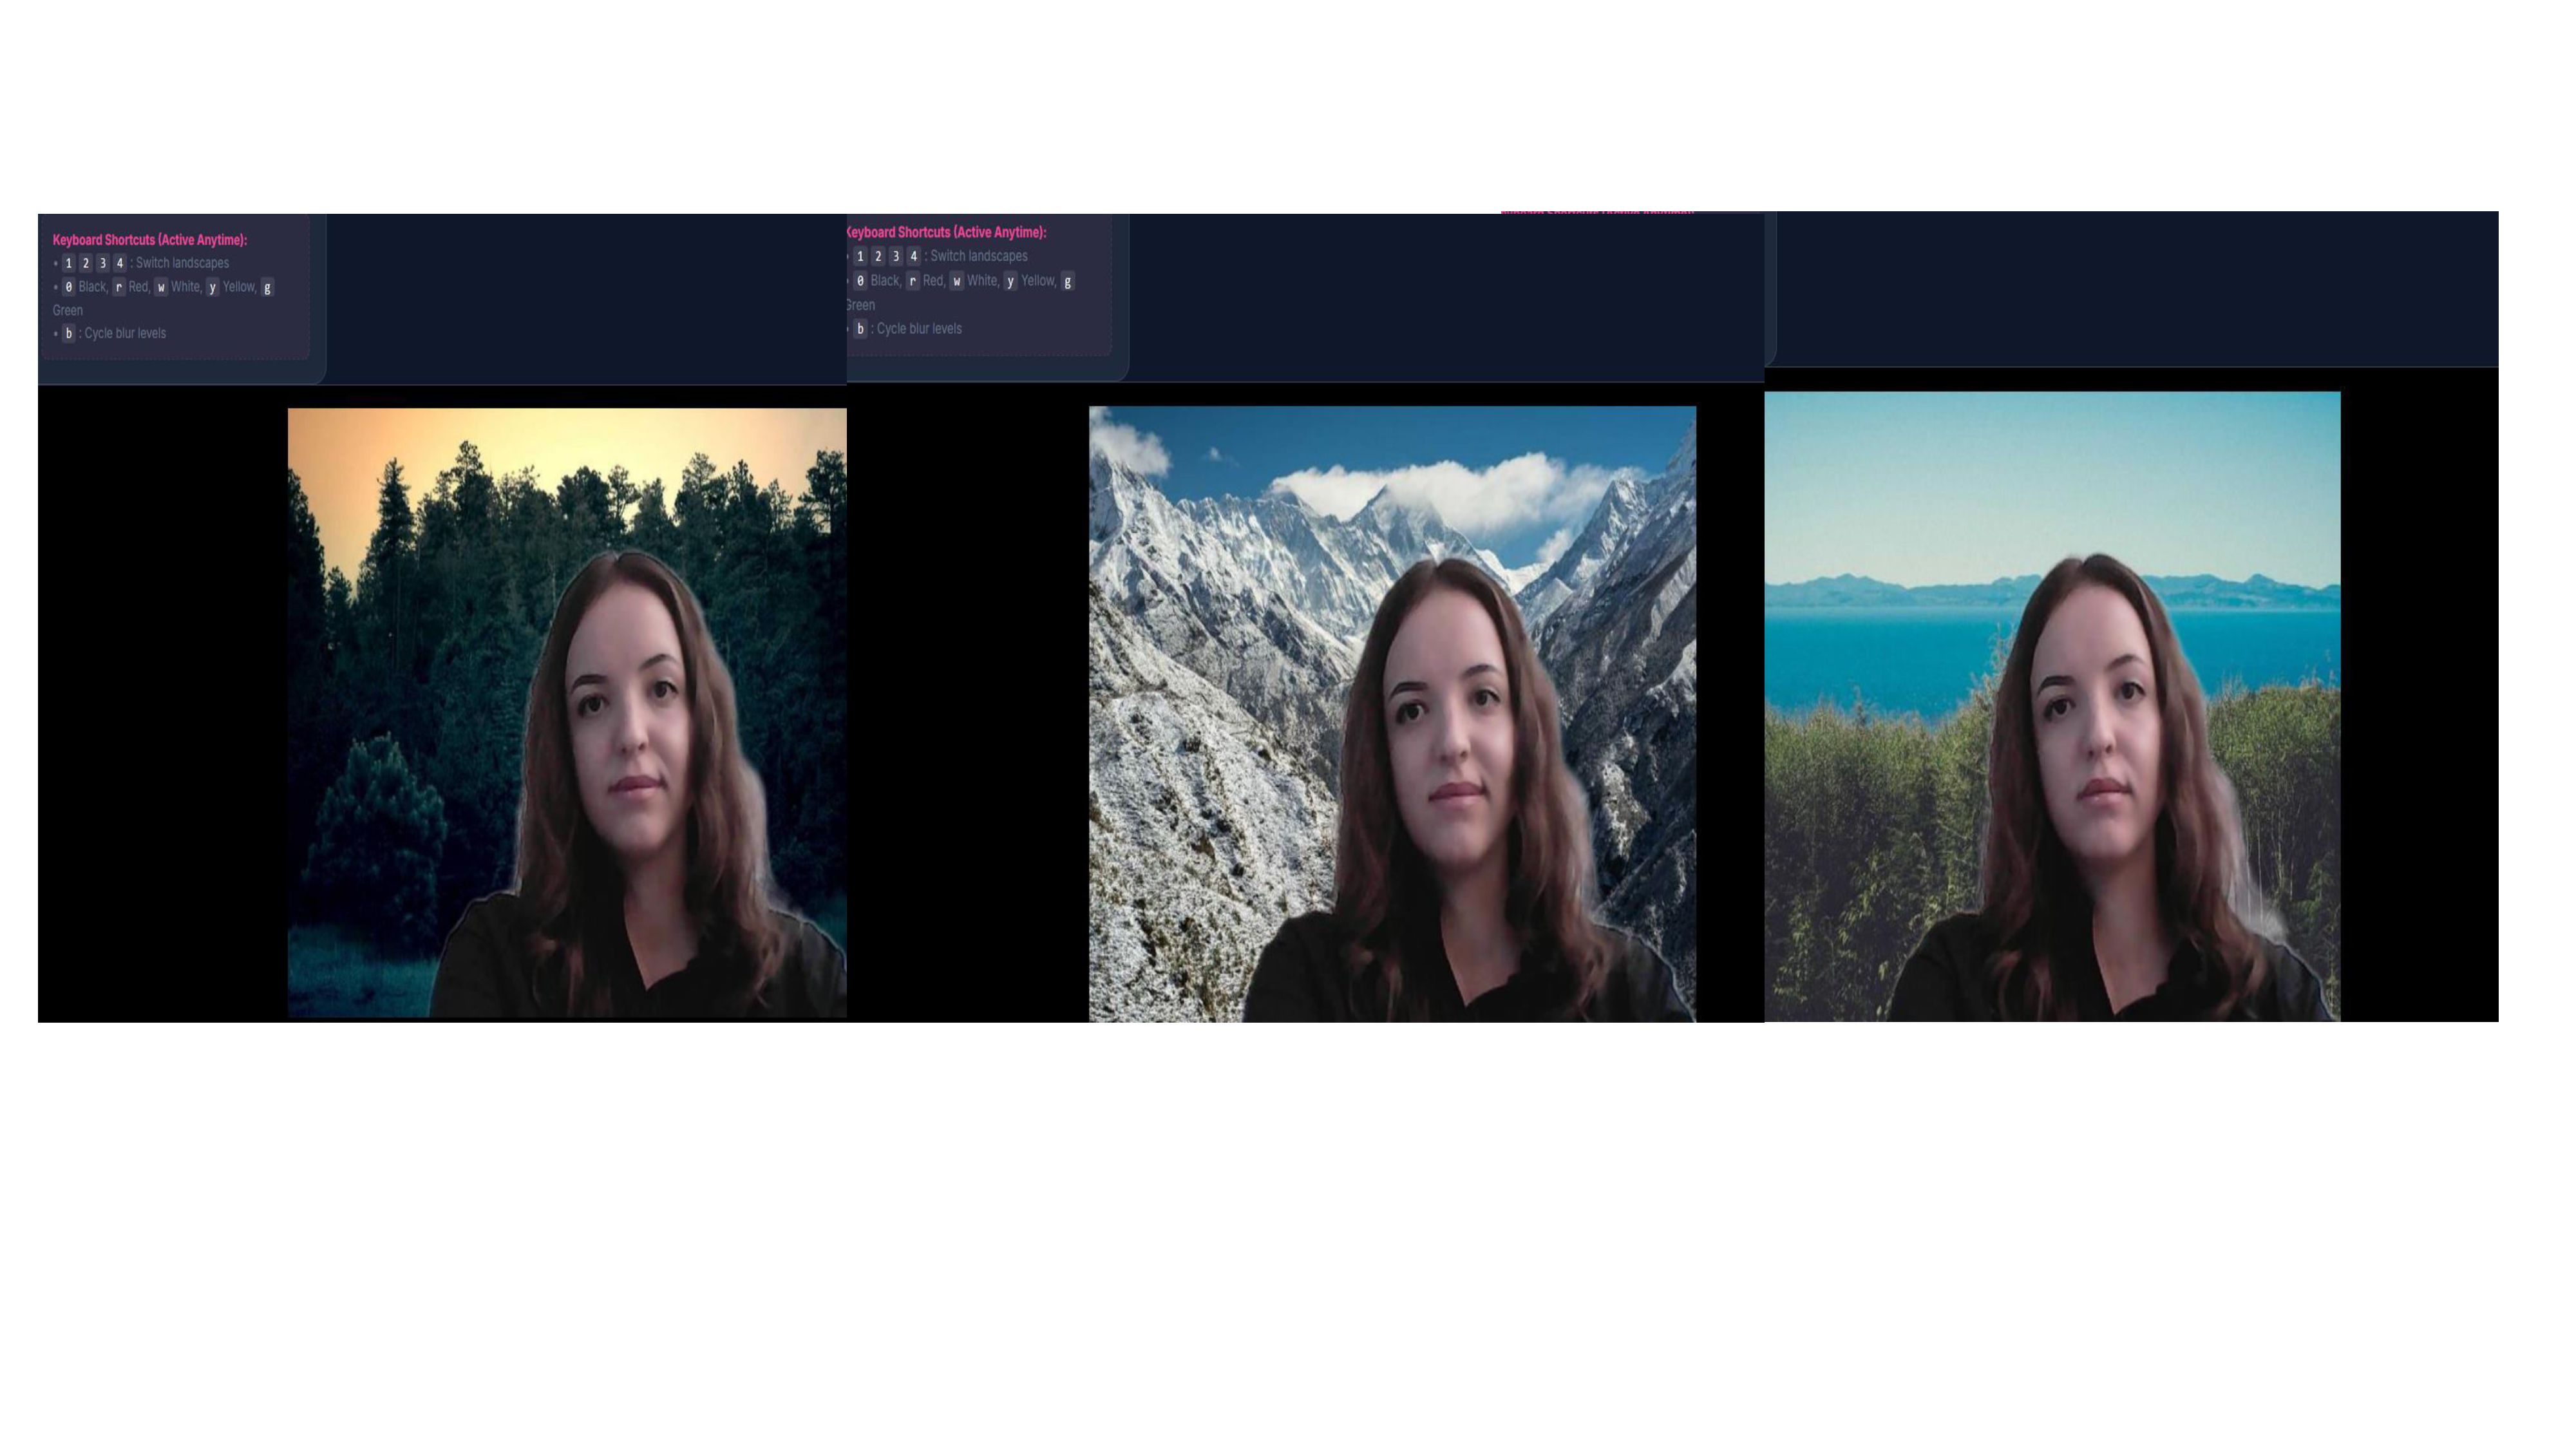 Keyboard Shortcuts (Active Anytime):
• 1 2 3 4 : Switch landscapes
• 0 Black, r Red, w White, y Yellow, g
Green
• b : Cycle blur levels
Keyboard Shortcuts (Active Anytime):
• 1 2 3 4 : Switch landscapes
• 0 Black, r Red, w White, y Yellow, g
Green
• b : Cycle blur levels